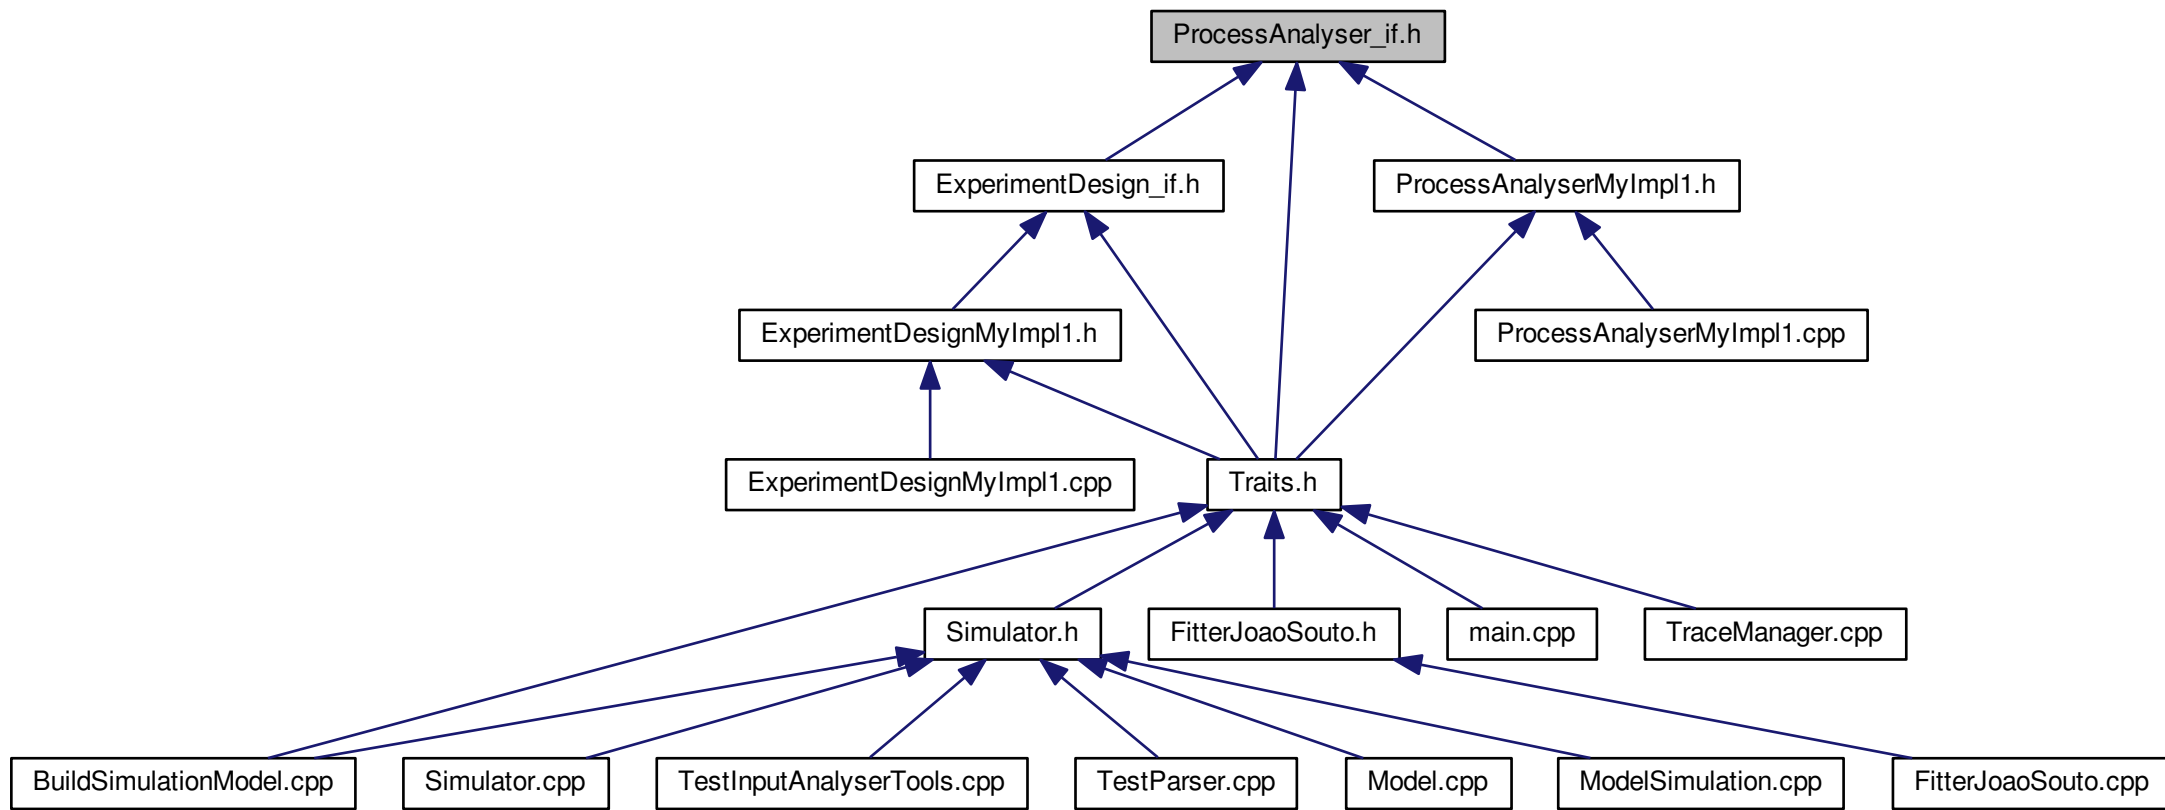 ProcessAnalyser_if.h
ExperimentDesign_if.h
ProcessAnalyserMyImpl1.h
ExperimentDesignMyImpl1.h
ProcessAnalyserMyImpl1.cpp
ExperimentDesignMyImpl1.cpp
Traits.h
Simulator.h
FitterJoaoSouto.h
main.cpp
TraceManager.cpp
BuildSimulationModel.cpp
Simulator.cpp
TestInputAnalyserTools.cpp
TestParser.cpp
Model.cpp
ModelSimulation.cpp
FitterJoaoSouto.cpp